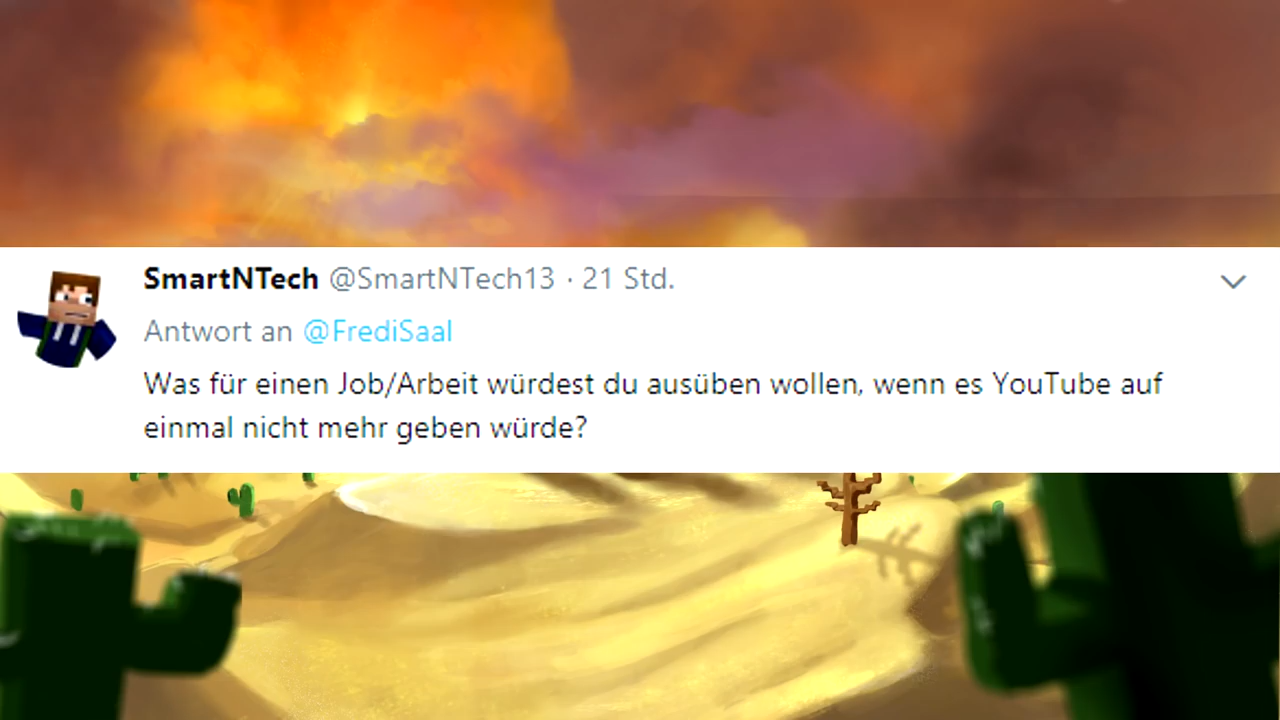 SmartNTech @SmartNTech13 · 21 Std.
Antwort an @FrediSaal
Was für einen Job/Arbeit würdest du ausüben wollen, wenn es YouTube auf
einmal nicht mehr geben würde?